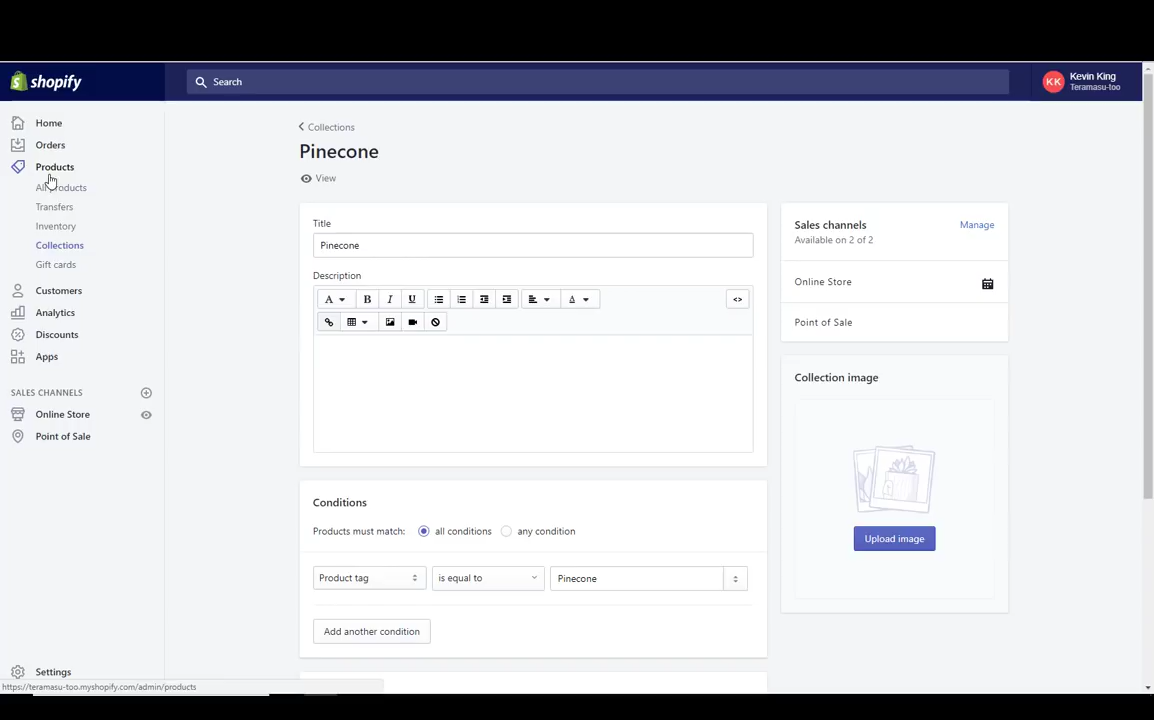 shopify
Search
KK
Kevin King
Teramasu-too
Home
Orders
Products
All products
Transfers
Inventory
Collections
Gift cards
Customers
Analytics
Discounts
Apps
SALES CHANNELS
Online Store
Point of Sale
Settings
https://teramasu-too.myshopify.com/admin/products
Collections
Pinecone
View
Title
Pinecone
Description
A B I U A <>
Conditions
Products must match: all conditions any condition
Product tag is equal to Pinecone
Add another condition
Sales channels Manage
Available on 2 of 2
Online Store
Point of Sale
Collection image
Upload image